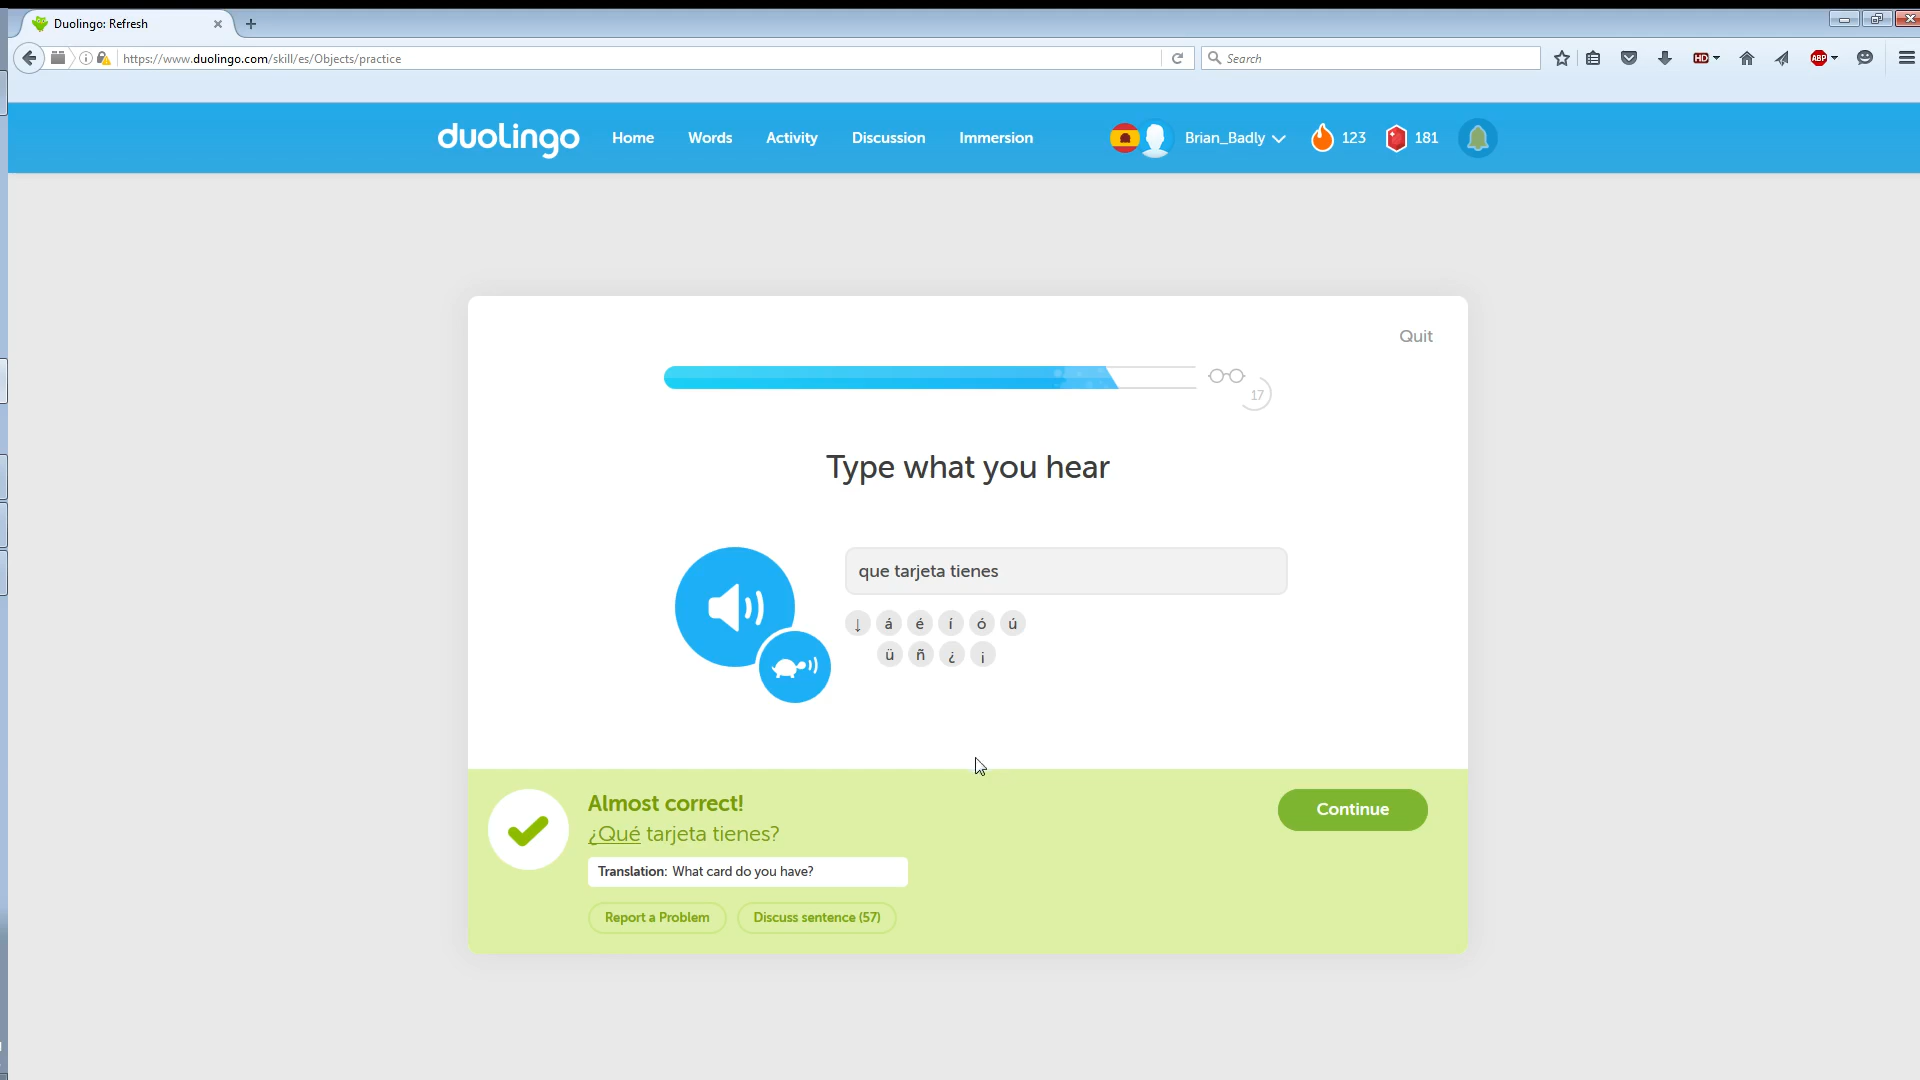 Duolingo: Refresh
https://www.duolingo.com/skill/es/Objects/practice
Search
HD
ABP
duolingo
Home
Words
Activity
Discussion
Immersion
Brian_Badly
123
181
Quit
17
Type what you hear
que tarjeta tienes
↓ á é í ó ú
ü ñ ¿ ¡
Almost correct!
¿Qué tarjeta tienes?
Translation: What card do you have?
Continue
Report a Problem
Discuss sentence (57)